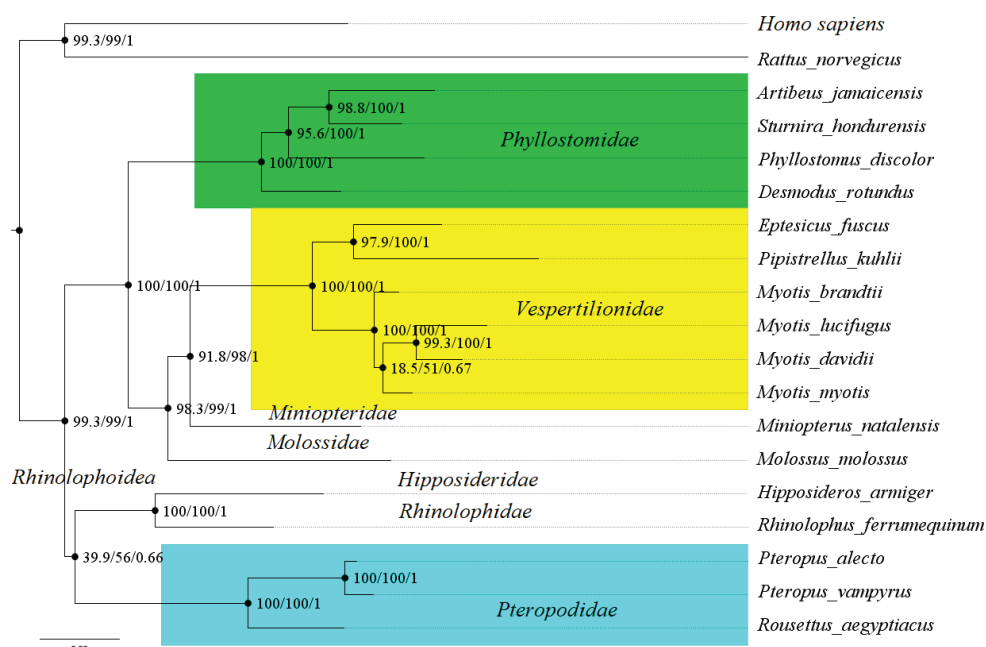 Homo sapiens
99.3/99/1
Rattus_norvegicus
Artibeus_jamaicensis
98.8/100/1
Sturnira_hondurensis
95.6/100/1
Phyllostomidae
Phyllostomus_discolor
100/100/1
Desmodus_rotundus
Eptesicus_fuscus
97.9/100/1
Pipistrellus_kuhlii
100/100/1
100/100/1
Myotis_brandtii
Vespertilionidae
Myotis_lucifugus
100/100/1
99.3/100/1
91.8/98/1
Myotis_davidii
18.5/51/0.67
Myotis_myotis
98.3/99/1
Miniopteridae
99.3/99/1
Miniopterus_natalensis
Molossidae
Molossus_molossus
Rhinolophoidea
Hipposideridae
Hipposideros_armiger
100/100/1
Rhinolophidae
Rhinolophus_ferrumequinum
39.9/56/0.66
Pteropus_alecto
100/100/1
Pteropus_vampyrus
100/100/1
Pteropodidae
Rousettus_aegyptiacus